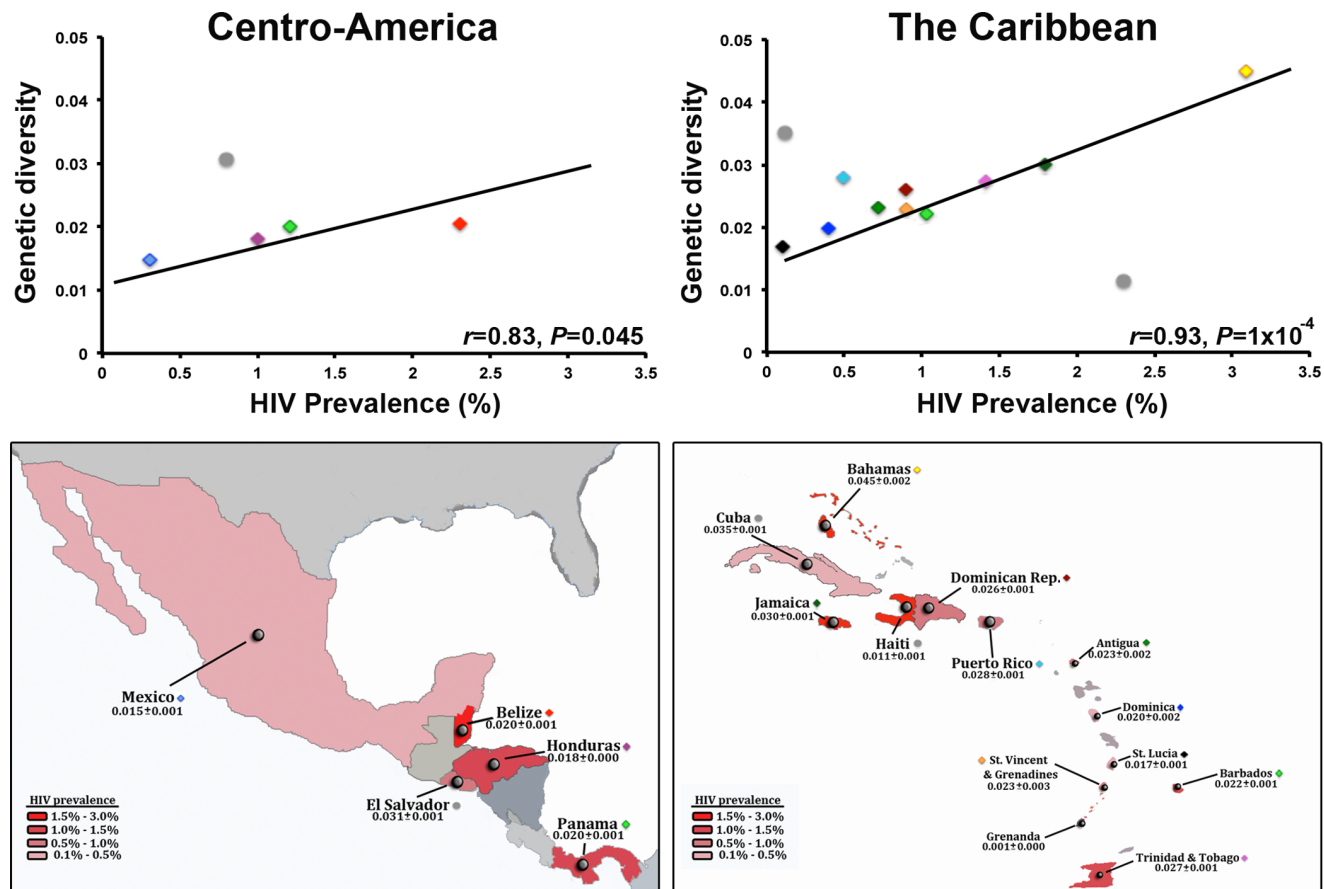 Centro-America
Genetic diversity
0.05
0.04
0.03
0.02
0.01
0
0
0.5
1
1.5
2
2.5
3
3.5
r=0.83, P=0.045
HIV Prevalence (%)
The Caribbean
Genetic diversity
0.05
0.04
0.03
0.02
0.01
0
0
0.5
1
1.5
2
2.5
3
3.5
r=0.93, P=1x10-4
HIV Prevalence (%)
Mexico
0.015±0.001
Belize
0.020±0.001
Honduras
0.018±0.000
El Salvador
0.031±0.001
Panama
0.020±0.001
HIV prevalence
1.5% - 3.0%
1.0% - 1.5%
0.5% - 1.0%
0.1% - 0.5%
Bahamas
0.045±0.002
Cuba
0.035±0.001
Dominican Rep.
0.026±0.001
Jamaica
0.030±0.001
Haiti
0.011±0.001
Puerto Rico
0.028±0.001
Antigua
0.023±0.002
Dominica
0.020±0.002
St. Lucia
0.017±0.001
St. Vincent
& Grenadines
0.023±0.003
Barbados
0.022±0.001
Grenanda
0.001±0.000
Trinidad & Tobago
0.027±0.001
HIV prevalence
1.5% - 3.0%
1.0% - 1.5%
0.5% - 1.0%
0.1% - 0.5%